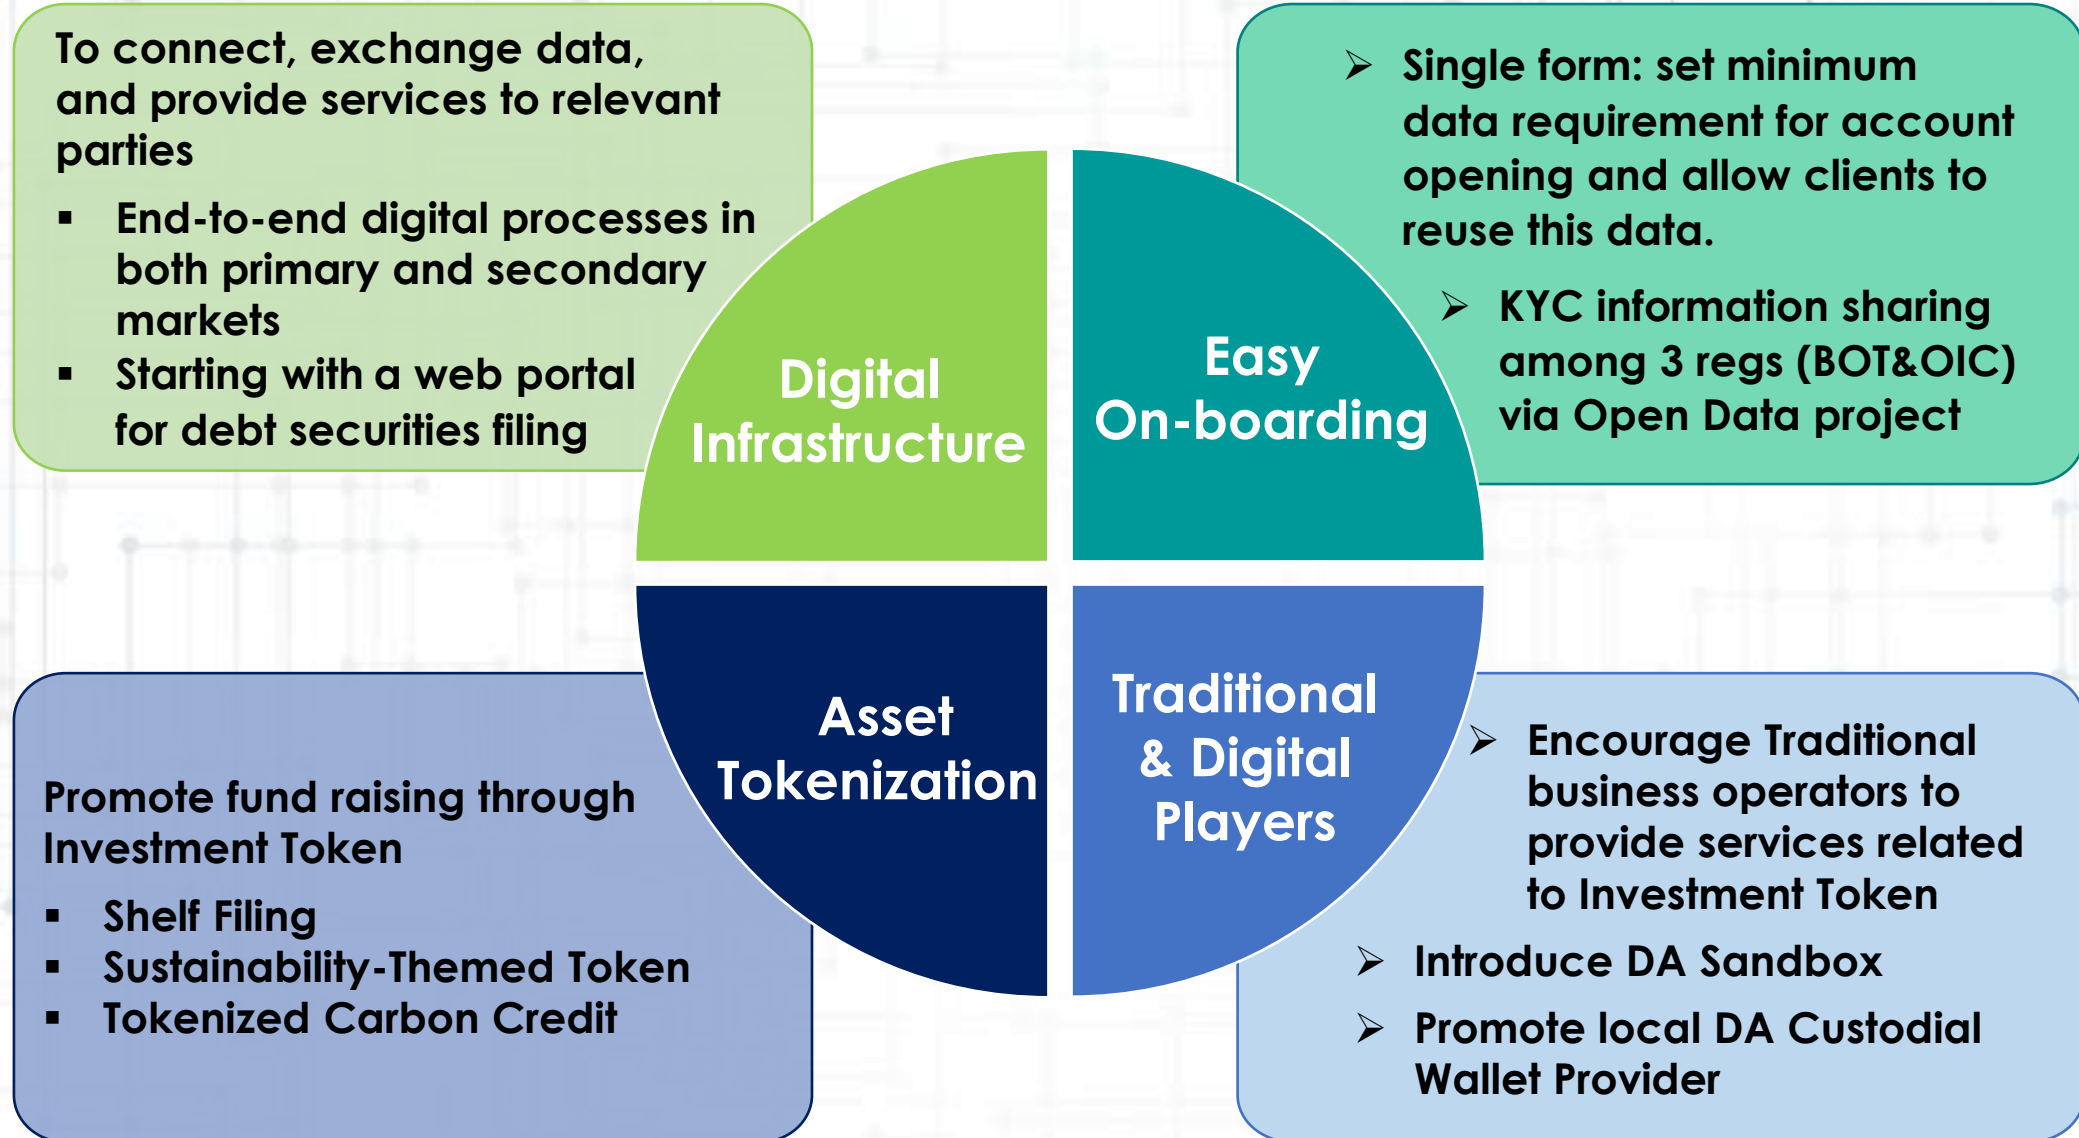 To connect, exchange data,
and provide services to relevant
parties
▪ End-to-end digital processes in
both primary and secondary
markets
▪ Starting with a web portal
for debt securities filing
Digital
Infrastructure
Easy
On-boarding
➢ Single form: set minimum
data requirement for account
opening and allow clients to
reuse this data.
➢ KYC information sharing
among 3 regs (BOT&OIC)
via Open Data project
Asset
Tokenization
Promote fund raising through
Investment Token
▪ Shelf Filing
▪ Sustainability-Themed Token
▪ Tokenized Carbon Credit
Traditional
& Digital
Players
➢ Encourage Traditional
business operators to
provide services related
to Investment Token
➢ Introduce DA Sandbox
➢ Promote local DA Custodial
Wallet Provider